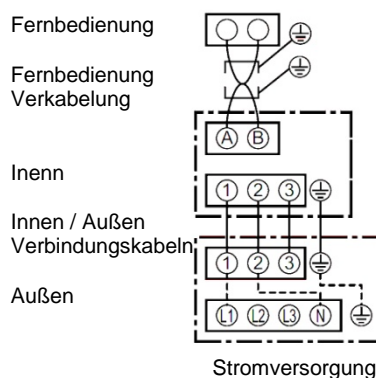 Fernbedienung
Fernbedienung
Verkabelung
A B
Inenn
1 2 3
Innen / Außen
Verbindungskabeln
1 2 3
Außen
L1 L2 L3 N
Stromversorgung